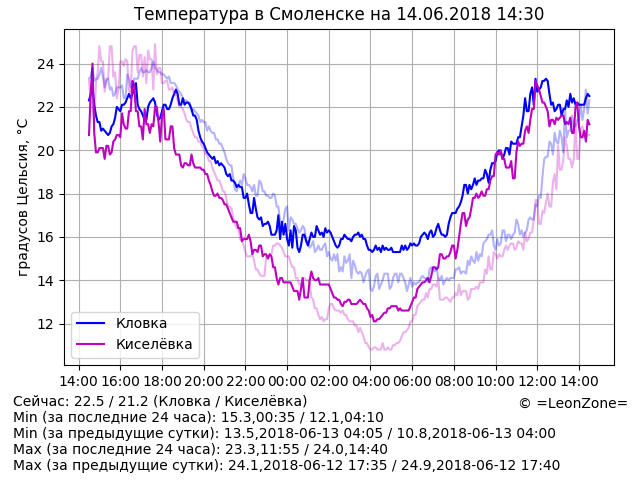 Температура в Смоленске на 14.06.2018 14:30
градусов Цельсия, °C
24
22
20
18
16
14
12
Кловка
Киселёвка
14:00 16:00 18:00 20:00 22:00 00:00 02:00 04:00 06:00 08:00 10:00 12:00 14:00
Сейчас: 22.5 / 21.2 (Кловка / Киселёвка)
© =LeonZone=
Min (за последние 24 часа): 15.3,00:35 / 12.1,04:10
Min (за предыдущие сутки): 13.5,2018-06-13 04:05 / 10.8,2018-06-13 04:00
Max (за последние 24 часа): 23.3,11:55 / 24.0,14:40
Max (за предыдущие сутки): 24.1,2018-06-12 17:35 / 24.9,2018-06-12 17:40